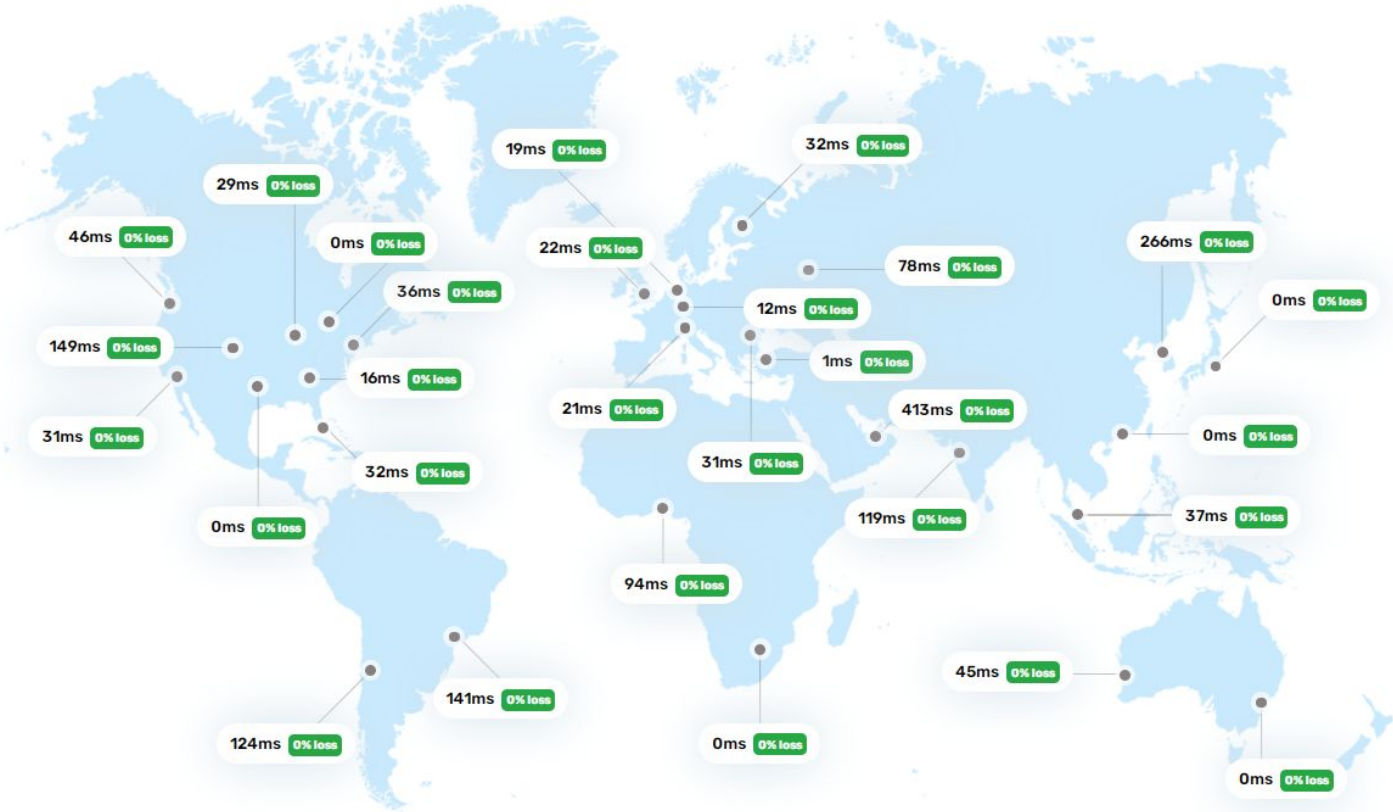 32ms 0% loss
19ms 0% loss
29ms 0% loss
46ms 0% loss
0ms 0% loss
266ms 0% loss
22ms 0% loss
78ms 0% loss
36ms 0% loss
0ms 0% loss
12ms 0% loss
149ms 0% loss
1ms 0% loss
16ms 0% loss
21ms 0% loss
413ms 0% loss
31ms 0% loss
0ms 0% loss
31ms 0% loss
32ms 0% loss
37ms 0% loss
119ms 0% loss
0ms 0% loss
94ms 0% loss
45ms 0% loss
141ms 0% loss
124ms 0% loss
0ms 0% loss
0ms 0% loss